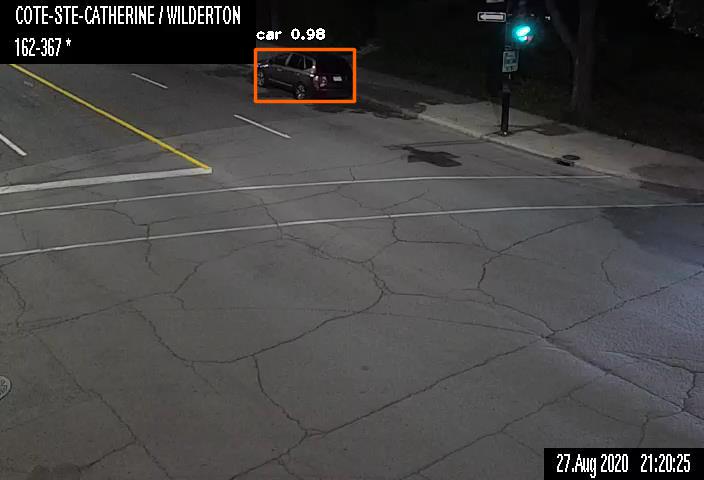 COTE-STE-CATHERINE / WILDERTON
162-367 *
car 0.98
27.Aug 2020 21:20:25